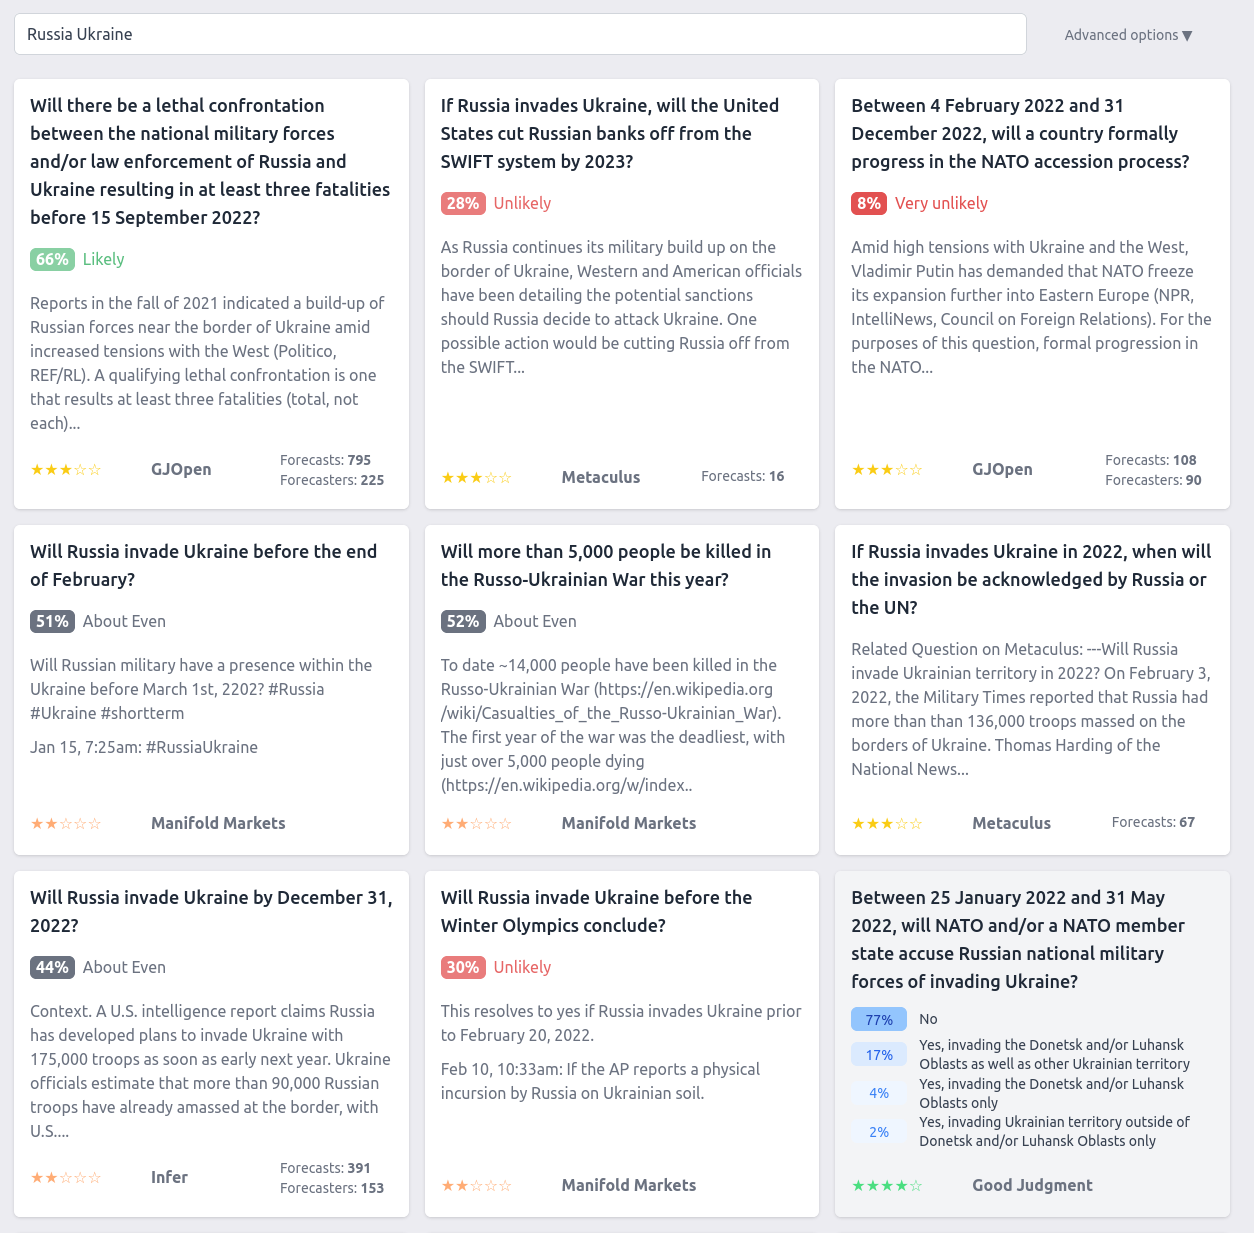 Russia Ukraine
Advanced options ▼
Will there be a lethal confrontation
between the national military forces
and/or law enforcement of Russia and
Ukraine resulting in at least three fatalities
before 15 September 2022?
66% Likely
Reports in the fall of 2021 indicated a build-up of
Russian forces near the border of Ukraine amid
increased tensions with the West (Politico,
REF/RL). A qualifying lethal confrontation is one
that results at least three fatalities (total, not
each)...
★★★☆☆ GJOpen
Forecasts: 795
Forecasters: 225
If Russia invades Ukraine, will the United
States cut Russian banks off from the
SWIFT system by 2023?
28% Unlikely
As Russia continues its military build up on the
border of Ukraine, Western and American officials
have been detailing the potential sanctions
should Russia decide to attack Ukraine. One
possible action would be cutting Russia off from
the SWIFT...
★★★☆☆ Metaculus Forecasts: 16
Between 4 February 2022 and 31
December 2022, will a country formally
progress in the NATO accession process?
8% Very unlikely
Amid high tensions with Ukraine and the West,
Vladimir Putin has demanded that NATO freeze
its expansion further into Eastern Europe (NPR,
IntelliNews, Council on Foreign Relations). For the
purposes of this question, formal progression in
the NATO...
★★★☆☆ GJOpen
Forecasts: 108
Forecasters: 90
Will Russia invade Ukraine before the end
of February?
51% About Even
Will Russian military have a presence within the
Ukraine before March 1st, 2202? #Russia
#Ukraine #shortterm
Jan 15, 7:25am: #RussiaUkraine
★★☆☆☆ Manifold Markets
Will more than 5,000 people be killed in
the Russo-Ukrainian War this year?
52% About Even
To date ~14,000 people have been killed in the
Russo-Ukrainian War (https://en.wikipedia.org
/wiki/Casualties_of_the_Russo-Ukrainian_War).
The first year of the war was the deadliest, with
just over 5,000 people dying
(https://en.wikipedia.org/w/index..
★★☆☆☆ Manifold Markets
If Russia invades Ukraine in 2022, when will
the invasion be acknowledged by Russia or
the UN?
Related Question on Metaculus: ---Will Russia
invade Ukrainian territory in 2022? On February 3,
2022, the Military Times reported that Russia had
more than than 136,000 troops massed on the
borders of Ukraine. Thomas Harding of the
National News...
★★★☆☆ Metaculus Forecasts: 67
Will Russia invade Ukraine by December 31,
2022?
44% About Even
Context. A U.S. intelligence report claims Russia
has developed plans to invade Ukraine with
175,000 troops as soon as early next year. Ukraine
officials estimate that more than 90,000 Russian
troops have already amassed at the border, with
U.S....
★★☆☆☆ Infer
Forecasts: 391
Forecasters: 153
Will Russia invade Ukraine before the
Winter Olympics conclude?
30% Unlikely
This resolves to yes if Russia invades Ukraine prior
to February 20, 2022.
Feb 10, 10:33am: If the AP reports a physical
incursion by Russia on Ukrainian soil.
★★☆☆☆ Manifold Markets
Between 25 January 2022 and 31 May
2022, will NATO and/or a NATO member
state accuse Russian national military
forces of invading Ukraine?
77% No
17% Yes, invading the Donetsk and/or Luhansk
Oblasts as well as other Ukrainian territory
4% Yes, invading the Donetsk and/or Luhansk
Oblasts only
2% Yes, invading Ukrainian territory outside of
Donetsk and/or Luhansk Oblasts only
★★★★☆ Good Judgment